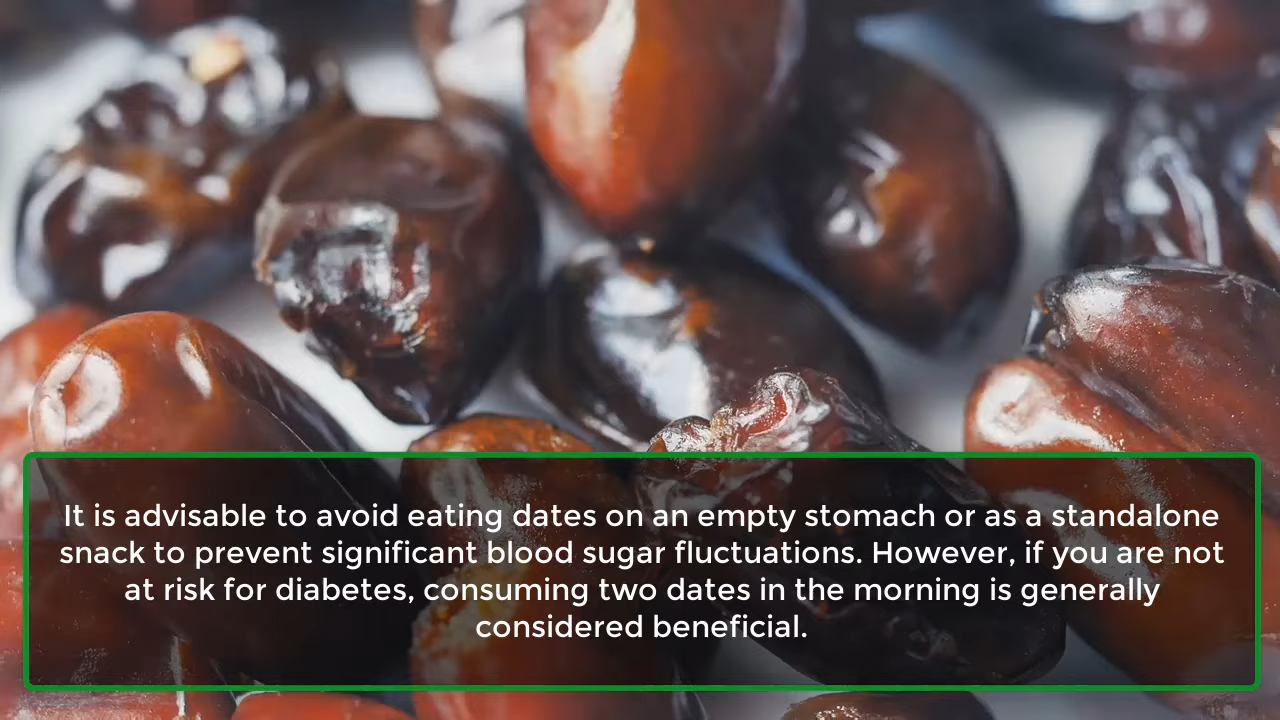 It is advisable to avoid eating dates on an empty stomach or as a standalone
snack to prevent significant blood sugar fluctuations. However, if you are not
at risk for diabetes, consuming two dates in the morning is generally
considered beneficial.